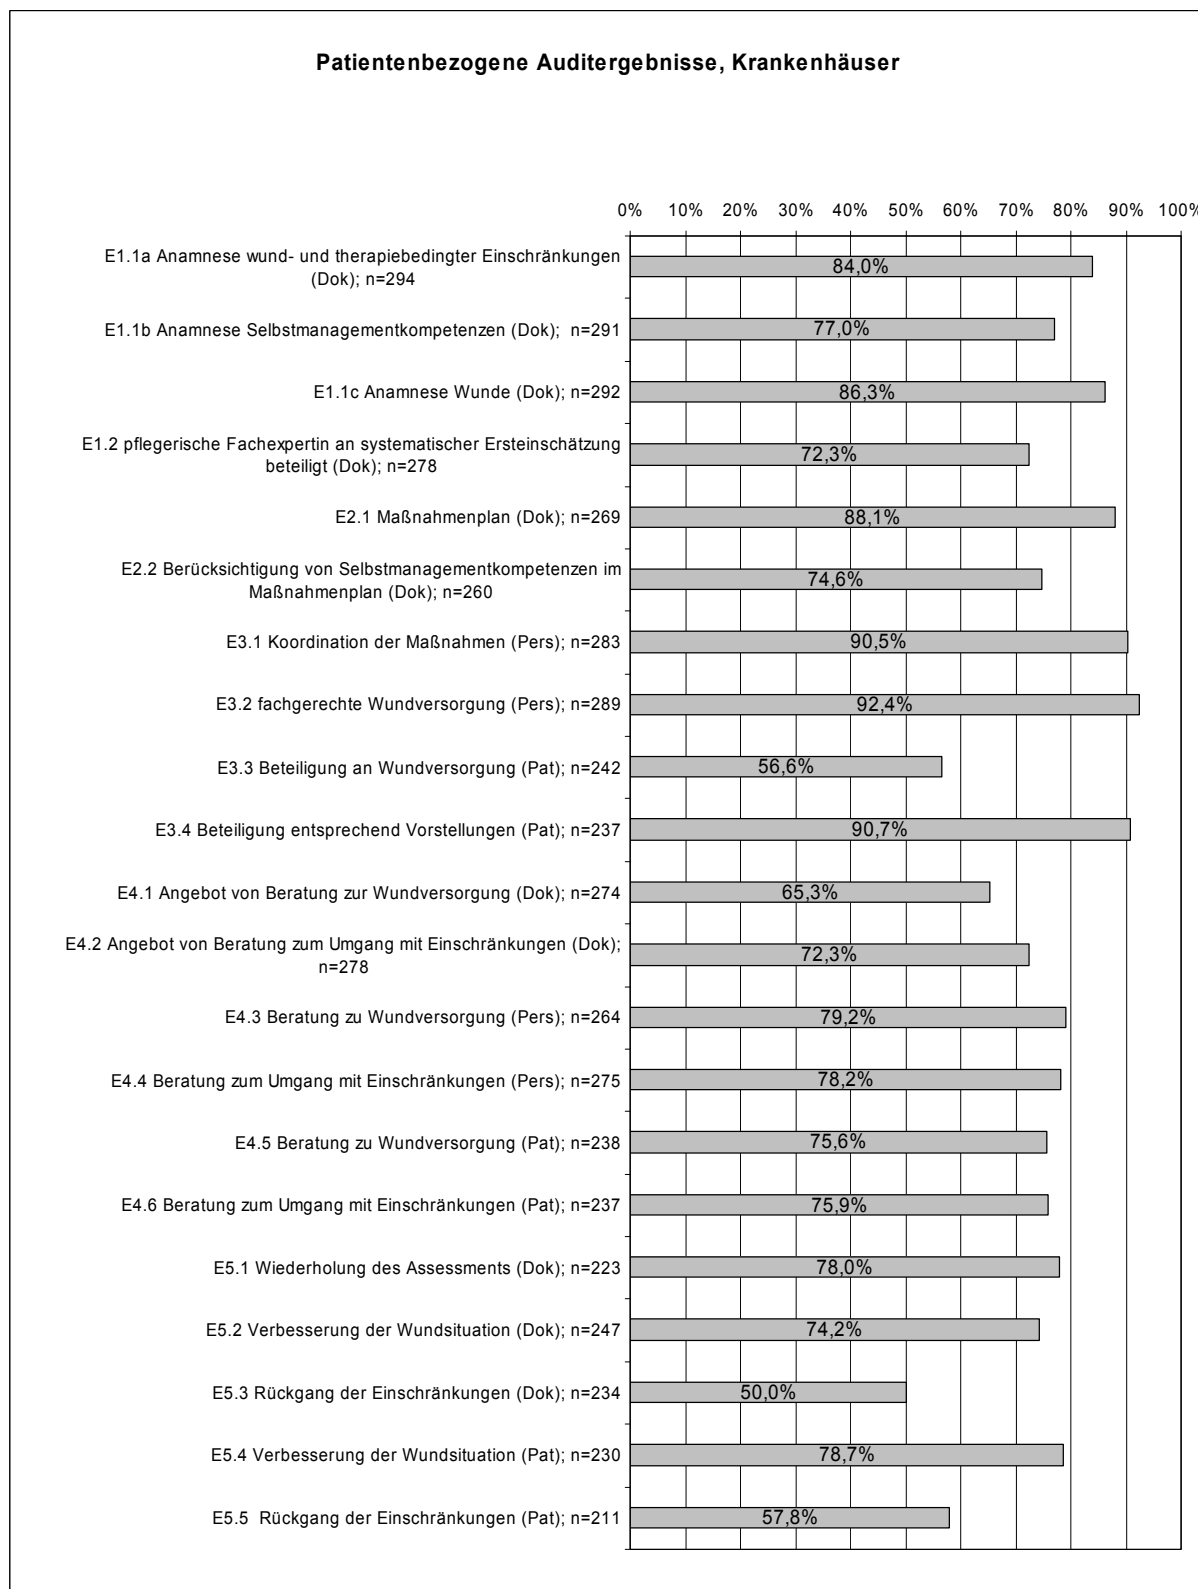 Patientenbezogene Auditergebnisse, Krankenhäuser
0% 10% 20% 30% 40% 50% 60% 70% 80% 90% 100%
E1.1a Anamnese wund- und therapiebedingter Einschränkungen
(Dok); n=294
84,0%
E1.1b Anamnese Selbstmanagementkompetenzen (Dok); n=291
77,0%
E1.1c Anamnese Wunde (Dok); n=292
86,3%
E1.2 pflegerische Fachexpertin an systematischer Ersteinschätzung
beteiligt (Dok); n=278
72,3%
E2.1 Maßnahmenplan (Dok); n=269
88,1%
E2.2 Berücksichtigung von Selbstmanagementkompetenzen im
Maßnahmenplan (Dok); n=260
74,6%
E3.1 Koordination der Maßnahmen (Pers); n=283
90,5%
E3.2 fachgerechte Wundversorgung (Pers); n=289
92,4%
E3.3 Beteiligung an Wundversorgung (Pat); n=242
56,6%
E3.4 Beteiligung entsprechend Vorstellungen (Pat); n=237
90,7%
E4.1 Angebot von Beratung zur Wundversorgung (Dok); n=274
65,3%
E4.2 Angebot von Beratung zum Umgang mit Einschränkungen (Dok);
n=278
72,3%
E4.3 Beratung zu Wundversorgung (Pers); n=264
79,2%
E4.4 Beratung zum Umgang mit Einschränkungen (Pers); n=275
78,2%
E4.5 Beratung zu Wundversorgung (Pat); n=238
75,6%
E4.6 Beratung zum Umgang mit Einschränkungen (Pat); n=237
75,9%
E5.1 Wiederholung des Assessments (Dok); n=223
78,0%
E5.2 Verbesserung der Wundsituation (Dok); n=247
74,2%
E5.3 Rückgang der Einschränkungen (Dok); n=234
50,0%
E5.4 Verbesserung der Wundsituation (Pat); n=230
78,7%
E5.5 Rückgang der Einschränkungen (Pat); n=211
57,8%